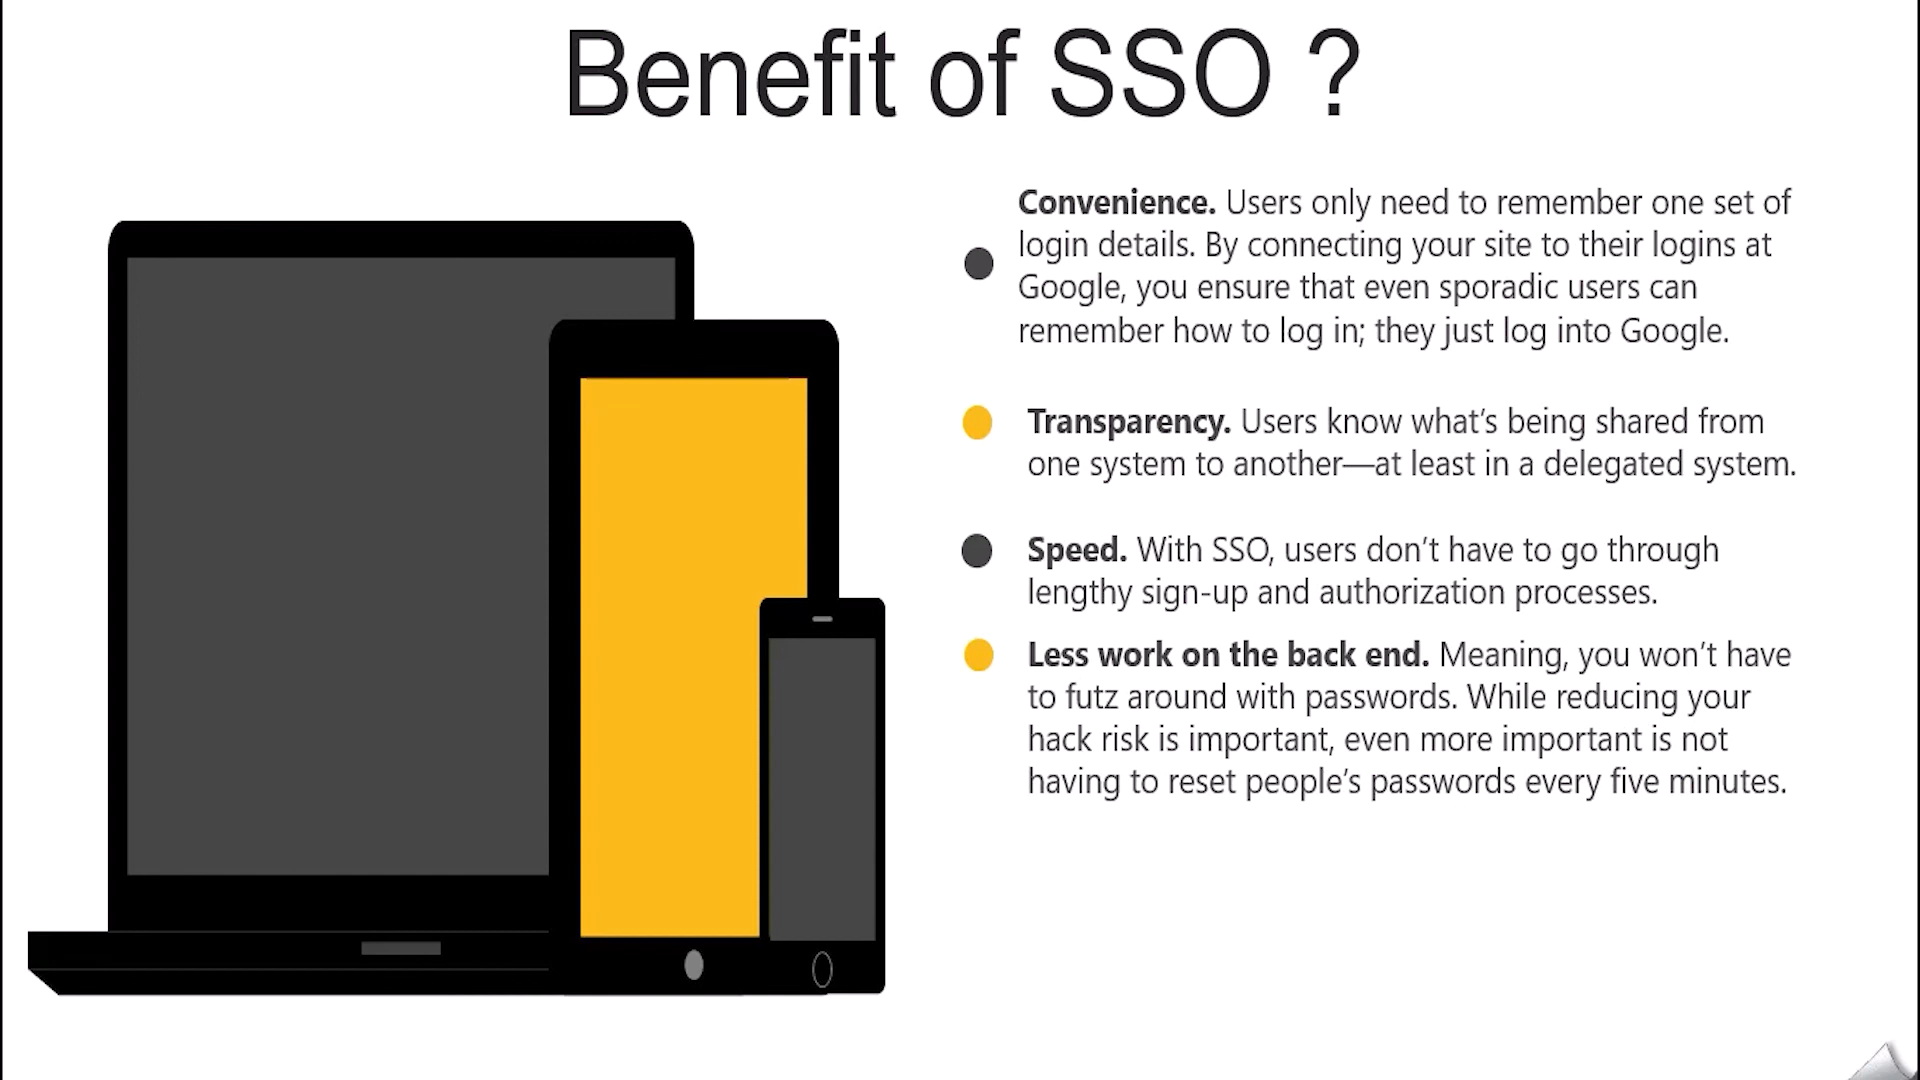 Benefit of SSO ?
Convenience. Users only need to remember one set of
login details. By connecting your site to their logins at
Google, you ensure that even sporadic users can
remember how to log in; they just log into Google.
Transparency. Users know what’s being shared from
one system to another—at least in a delegated system.
Speed. With SSO, users don’t have to go through
lengthy sign-up and authorization processes.
Less work on the back end. Meaning, you won’t have
to futz around with passwords. While reducing your
hack risk is important, even more important is not
having to reset people’s passwords every five minutes.